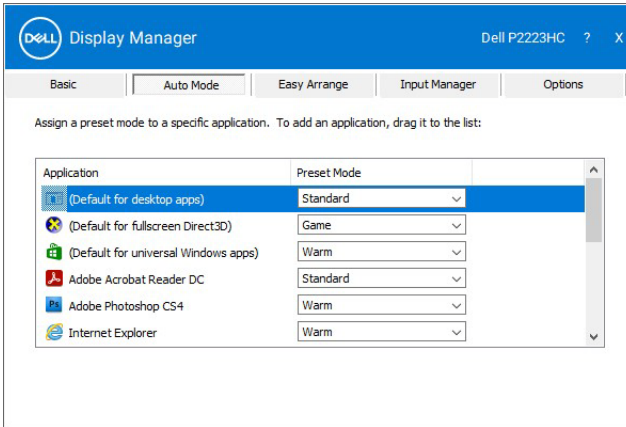 DELL Display Manager Dell P2223HC ? X
Basic Auto Mode Easy Arrange Input Manager Options
Assign a preset mode to a specific application. To add an application, drag it to the list:
Application Preset Mode
(Default for desktop apps) Standard
(Default for fullscreen Direct3D) Game
(Default for universal Windows apps) Warm
Adobe Acrobat Reader DC Standard
Ps Adobe Photoshop CS4 Warm
Internet Explorer Warm